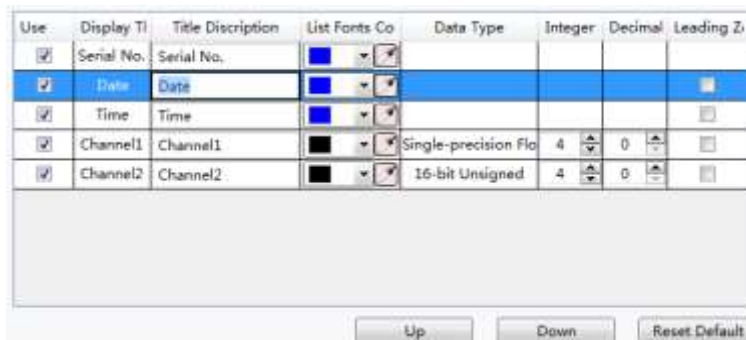 Use Display Ti Title Discription List Fonts Co Data Type Integer Decimal Leading Z
Serial No. Serial No.
Date Date
Time Time
Channel1 Channel1 Single-precision Flo 4 0
Channel2 Channel2 16-bit Unsigned 4 0
Up Down Reset Default